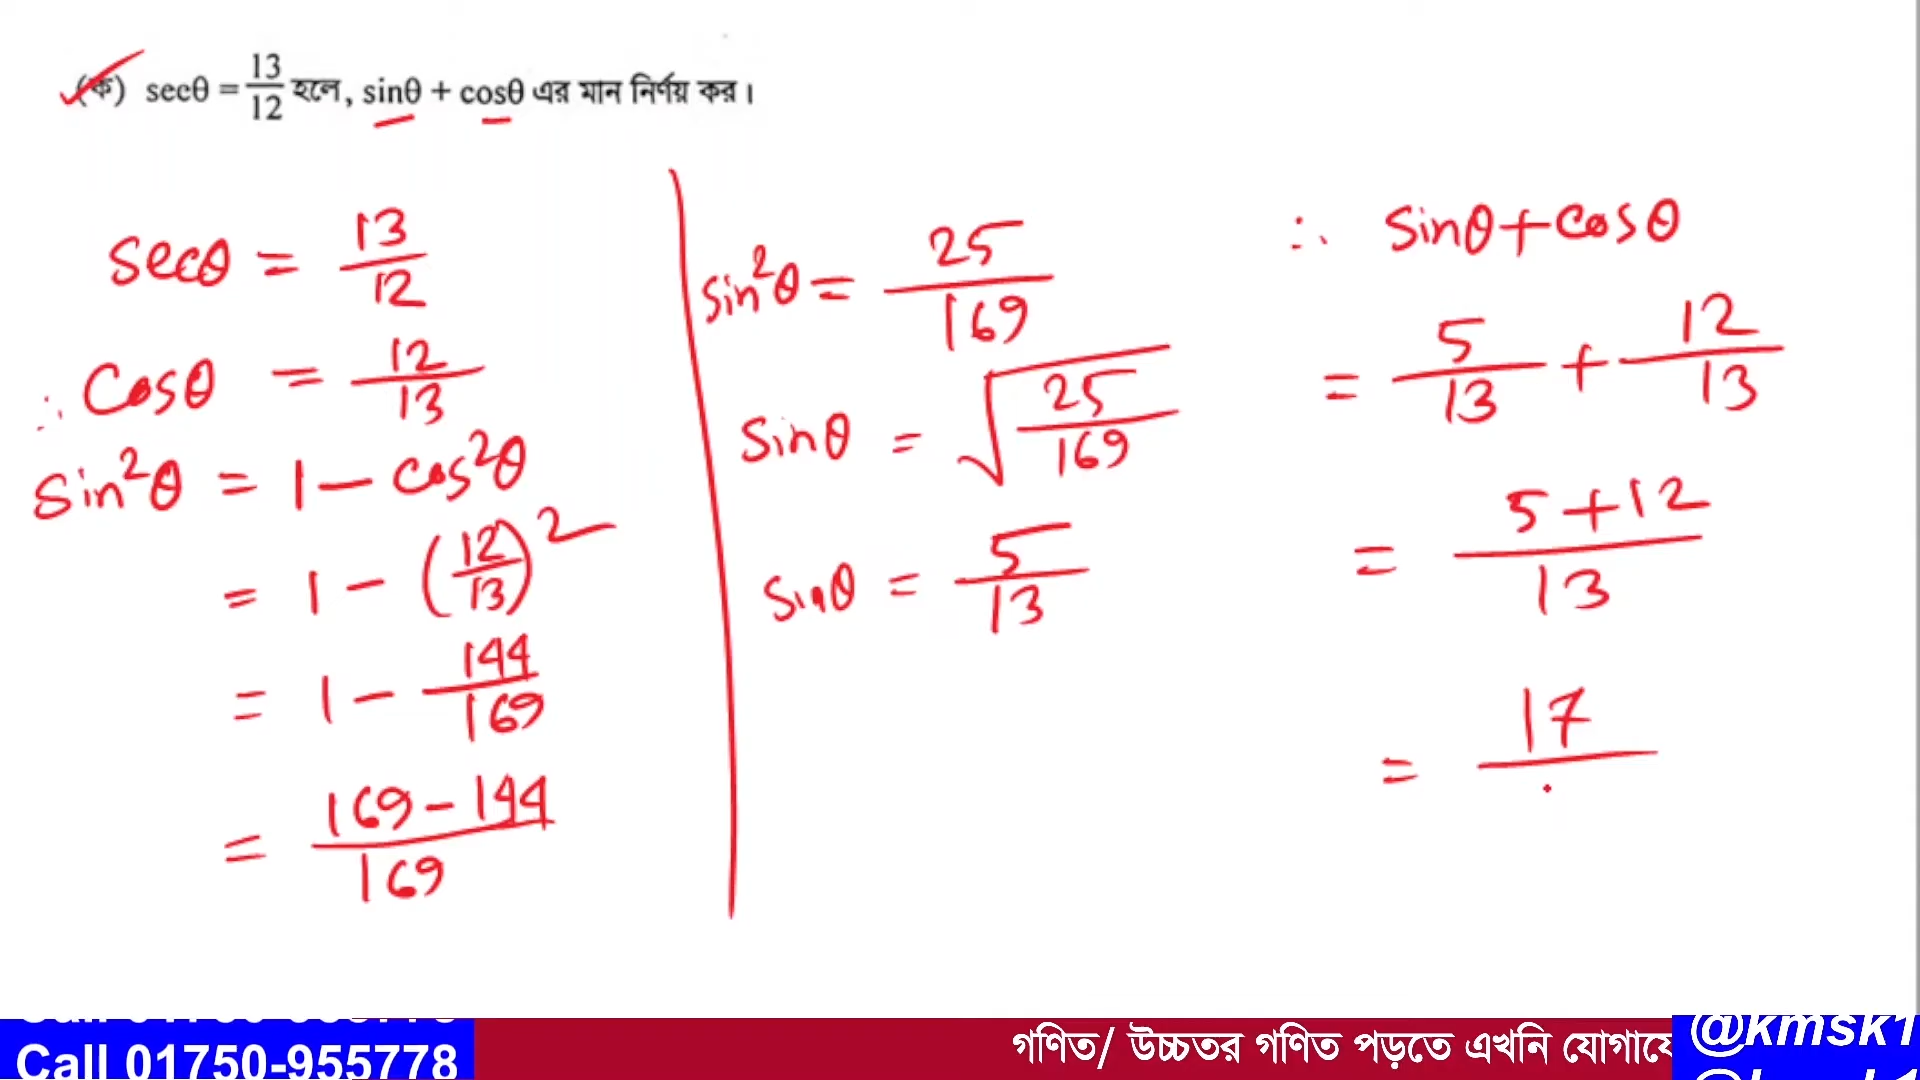 (ক) secθ = 13/12 হলে, sinθ + cosθ এর মান নির্ণয় কর।
secθ = 13/12
∴ cosθ = 12/13
sin²θ = 1 − cos²θ
= 1 − (12/13)²
= 1 − 144/169
= 169 − 144/169
sin²θ = 25/169
sinθ = √25/169
sinθ = 5/13
∴ sinθ + cosθ
= 5/13 + 12/13
= 5 + 12/13
= 17/
Call 01750-955778
গণিত/ উচ্চতর গণিত পড়তে এখনি
@kmsk1